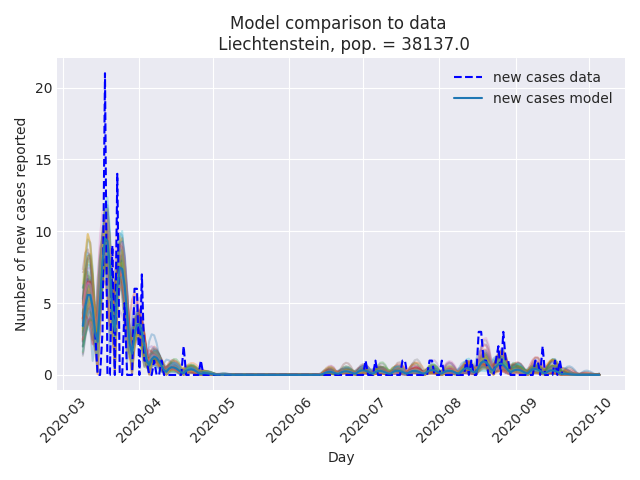 Model comparison to data
Liechtenstein, pop. = 38137.0
new cases data
new cases model
Number of new cases reported
20
15
10
5
0
2020-03
2020-04
2020-05
2020-06
2020-07
2020-08
2020-09
2020-10
Day